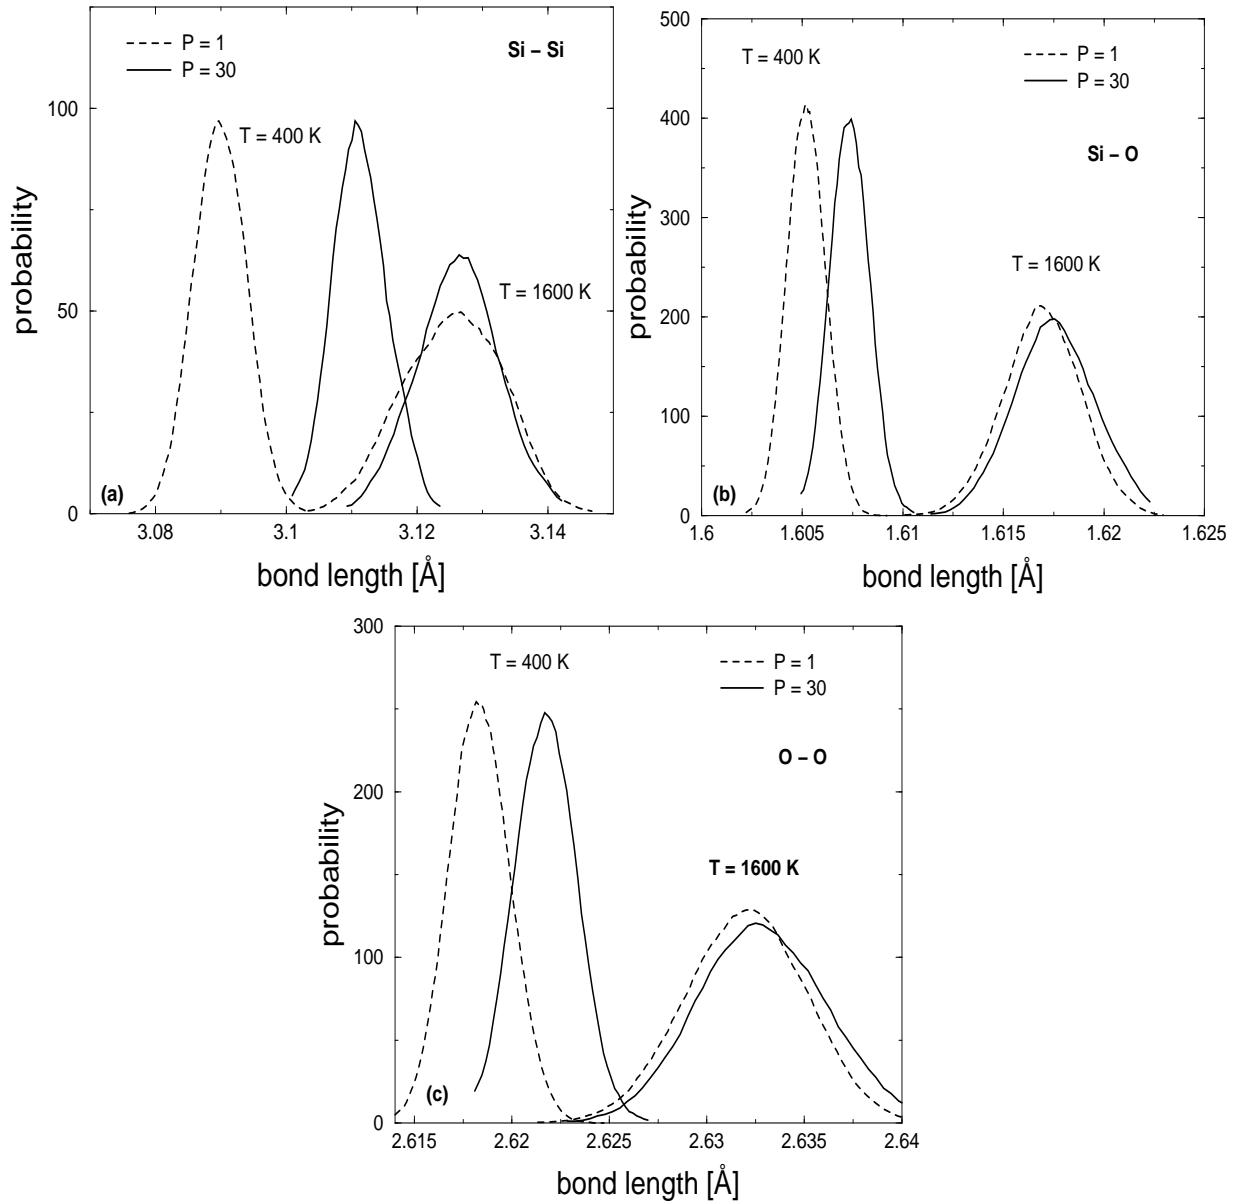 P = 1
P = 30
Si – Si
T = 400 K
T = 1600 K
100
50
0
probability
(a)
3.08
3.1
3.12
3.14
bond length [Å]
500
400
300
200
100
0
probability
T = 400 K
P = 1
P = 30
Si – O
T = 1600 K
(b)
1.6
1.605
1.61
1.615
1.62
1.625
bond length [Å]
300
200
100
0
probability
T = 400 K
P = 1
P = 30
O – O
T = 1600 K
(c)
2.615
2.62
2.625
2.63
2.635
2.64
bond length [Å]